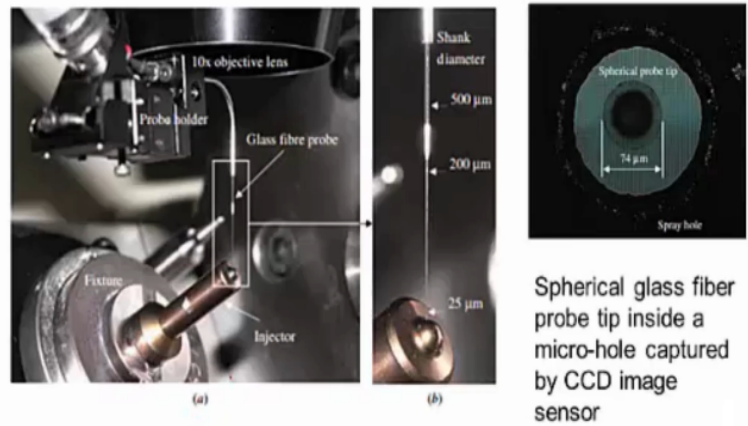 10x objective lens
Probe holder
Glass fibre probe
Fixture
Injector
(a)
Shank
diameter
500 µm
200 µm
25 µm
(b)
Spherical probe tip
74 µm
Spray hole
Spherical glass fiber
probe tip inside a
micro-hole captured
by CCD image
sensor